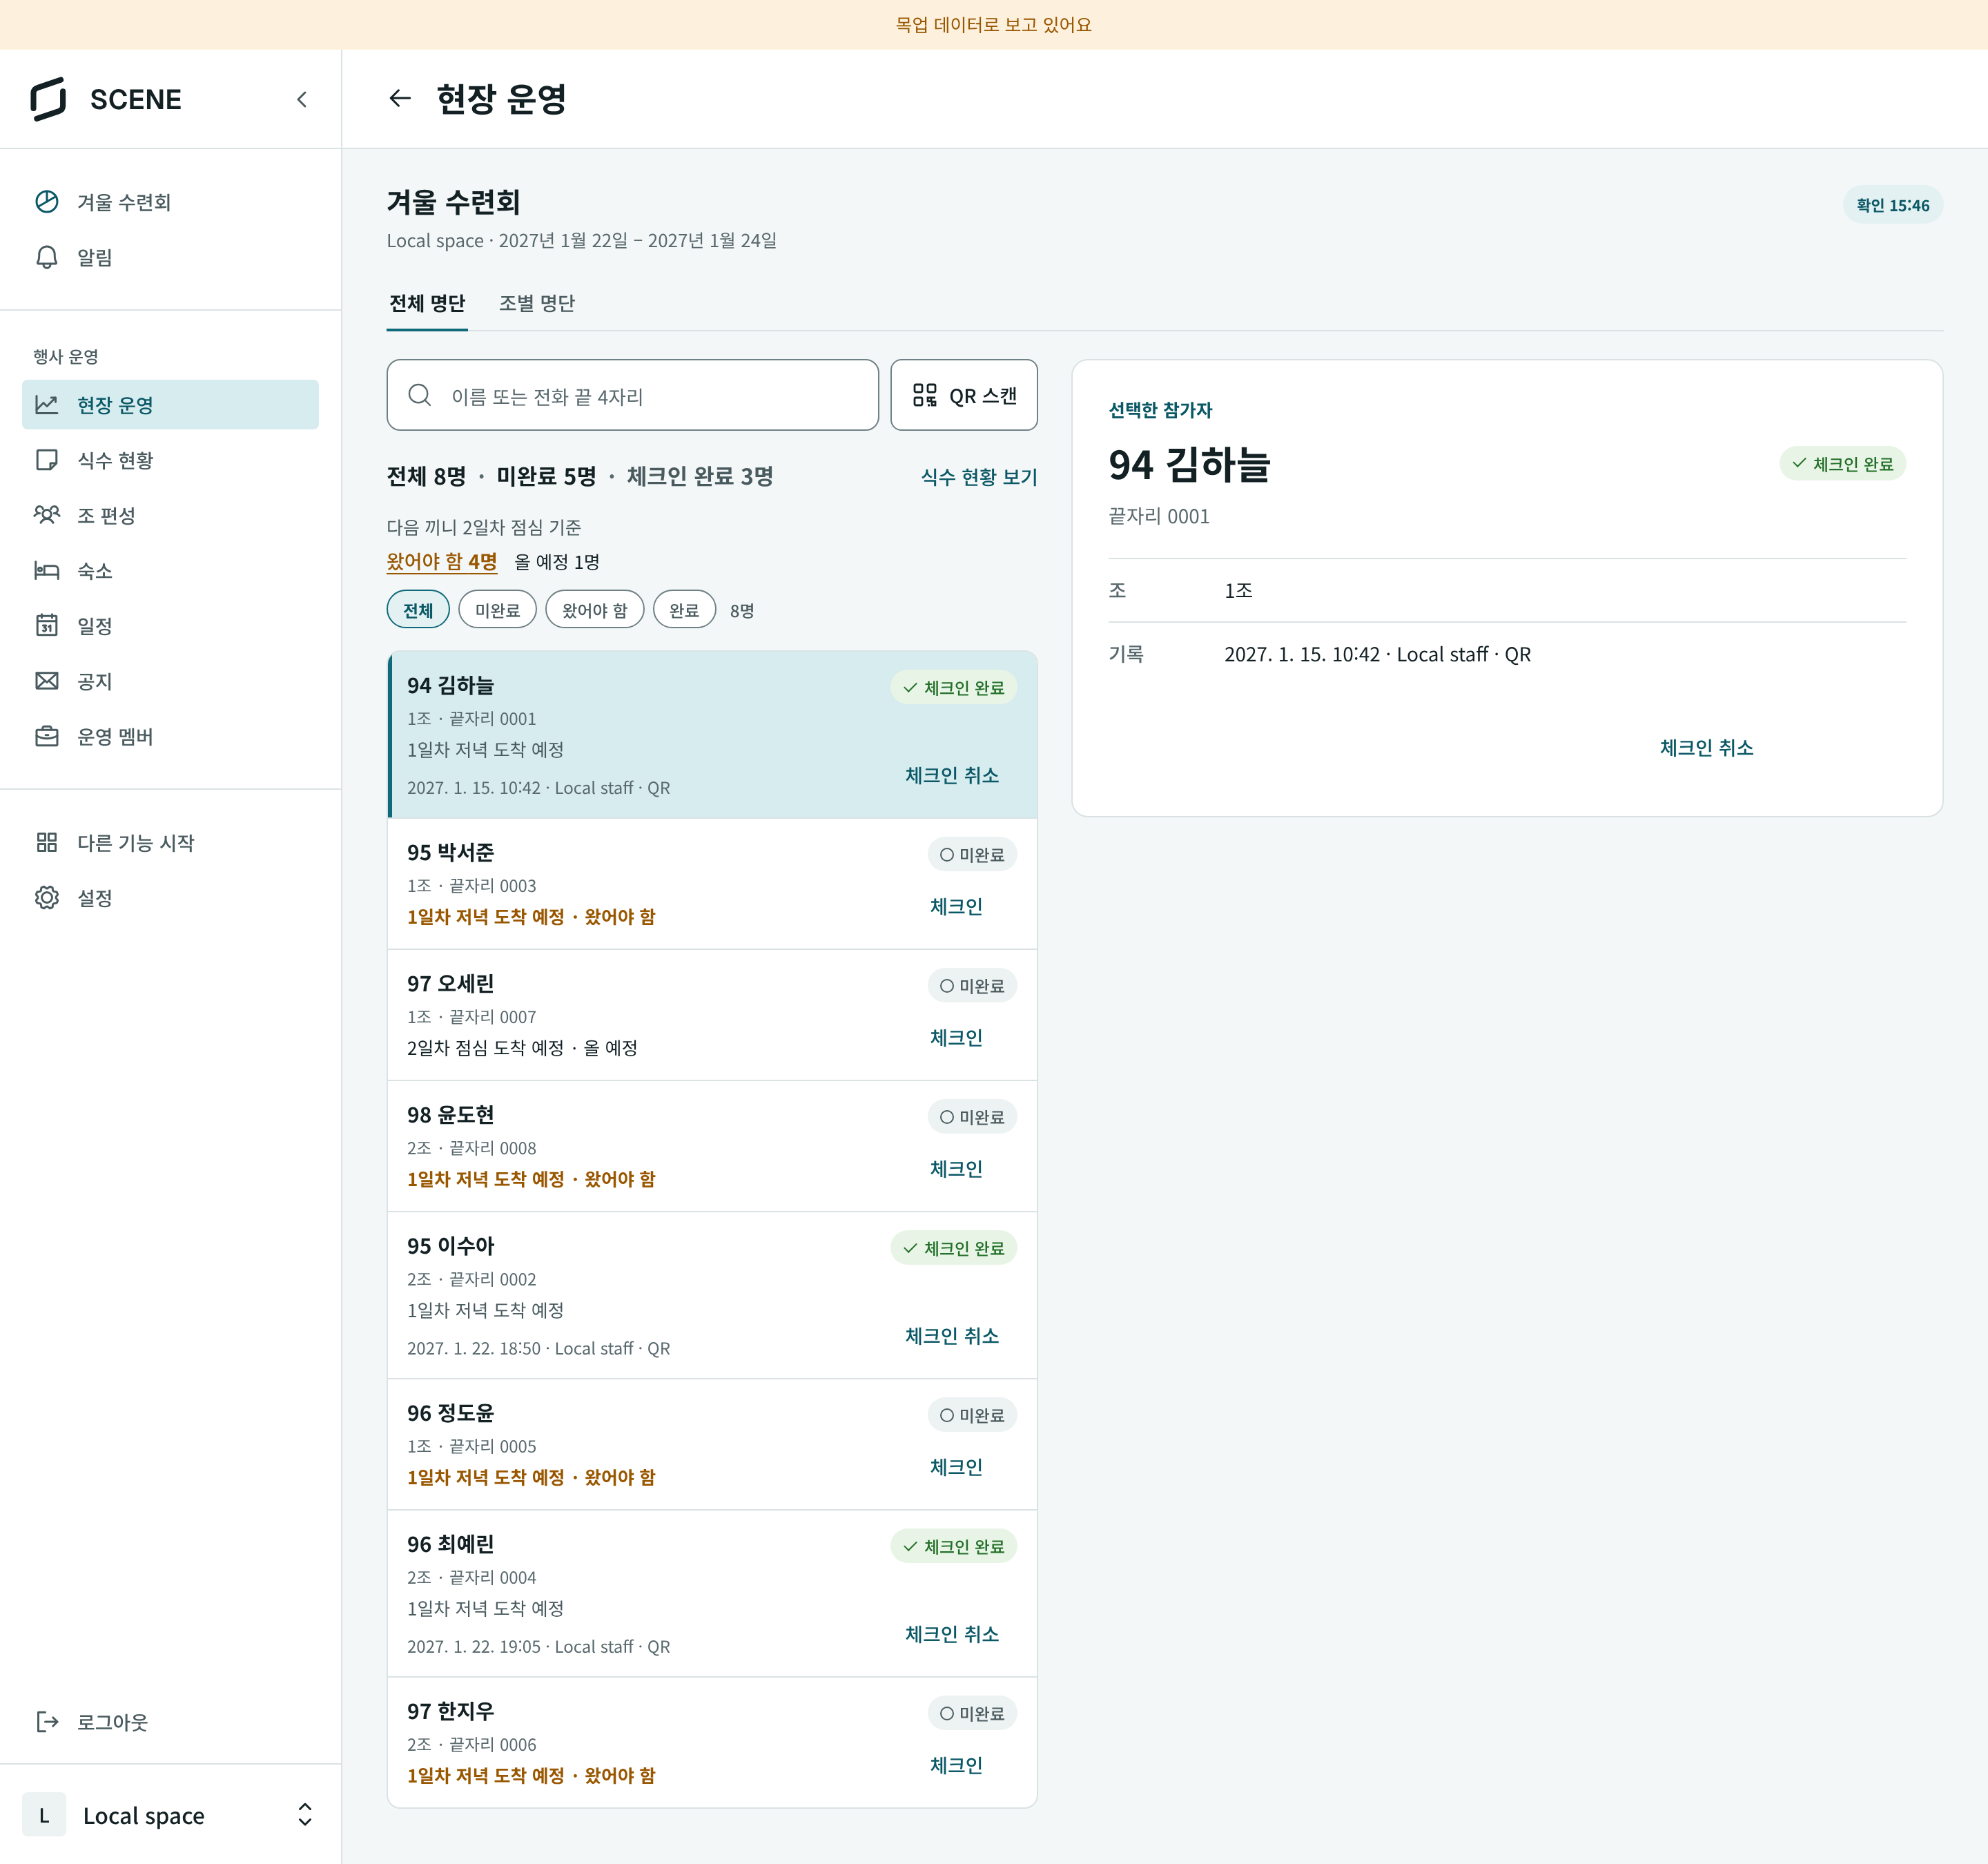 목업 데이터로 보고 있어요
SCENE
겨울 수련회
알림
행사 운영
현장 운영
식수 현황
조 편성
숙소
31 일정
공지
운영 멤버
다른 기능 시작
설정
로그아웃
L Local space
현장 운영
겨울 수련회
확인 15:46
Local space · 2027년 1월 22일 – 2027년 1월 24일
전체 명단 조별 명단
이름 또는 전화 끝 4자리
QR 스캔
전체 8명 · 미완료 5명 · 체크인 완료 3명
식수 현황 보기
다음 끼니 2일차 점심 기준
왔어야 함 4명 올 예정 1명
전체 미완료 왔어야 함 완료 8명
94 김하늘
체크인 완료
1조 · 끝자리 0001
1일차 저녁 도착 예정
체크인 취소
2027. 1. 15. 10:42 · Local staff · QR
95 박서준
미완료
1조 · 끝자리 0003
체크인
1일차 저녁 도착 예정 · 왔어야 함
97 오세린
미완료
1조 · 끝자리 0007
체크인
2일차 점심 도착 예정 · 올 예정
98 윤도현
미완료
2조 · 끝자리 0008
체크인
1일차 저녁 도착 예정 · 왔어야 함
95 이수아
체크인 완료
2조 · 끝자리 0002
1일차 저녁 도착 예정
체크인 취소
2027. 1. 22. 18:50 · Local staff · QR
96 정도윤
미완료
1조 · 끝자리 0005
체크인
1일차 저녁 도착 예정 · 왔어야 함
96 최예린
체크인 완료
2조 · 끝자리 0004
1일차 저녁 도착 예정
체크인 취소
2027. 1. 22. 19:05 · Local staff · QR
97 한지우
미완료
2조 · 끝자리 0006
체크인
1일차 저녁 도착 예정 · 왔어야 함
선택한 참가자
94 김하늘
체크인 완료
끝자리 0001
조 1조
기록 2027. 1. 15. 10:42 · Local staff · QR
체크인 취소